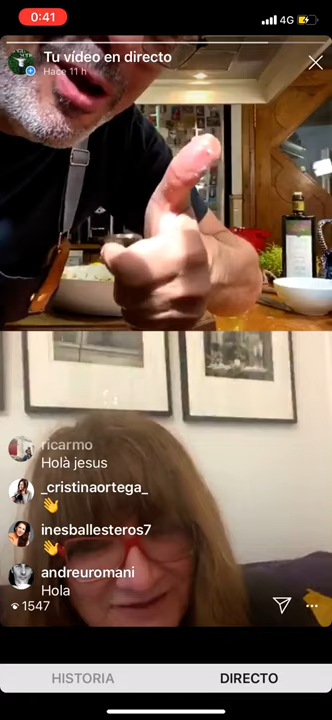 0:41
4G
Tu vídeo en directo
Hace 11 h
ricarmo
Holà jesus
_cristinaortega_
👋
inesballesteros7
👋
andreuromani
Hola
1547
HISTORIA
DIRECTO